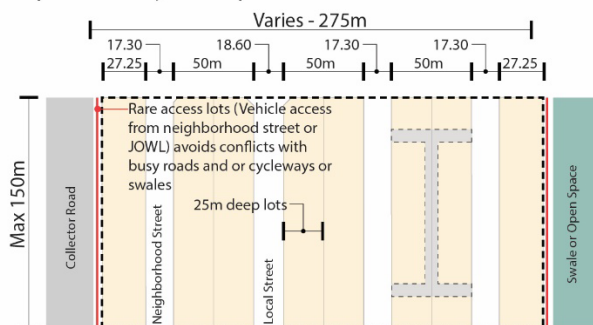 Varies - 275m
17.30
18.60
17.30
17.30
27.25
50m
50m
50m
27.25
Rare access lots (Vehicle access
from neighborhood street or
JOWL) avoids conflicts with
busy roads and or cycleways or
swales
25m deep lots
Max 150m
Collector Road
Neighborhood Street
Local Street
Swale or Open Space